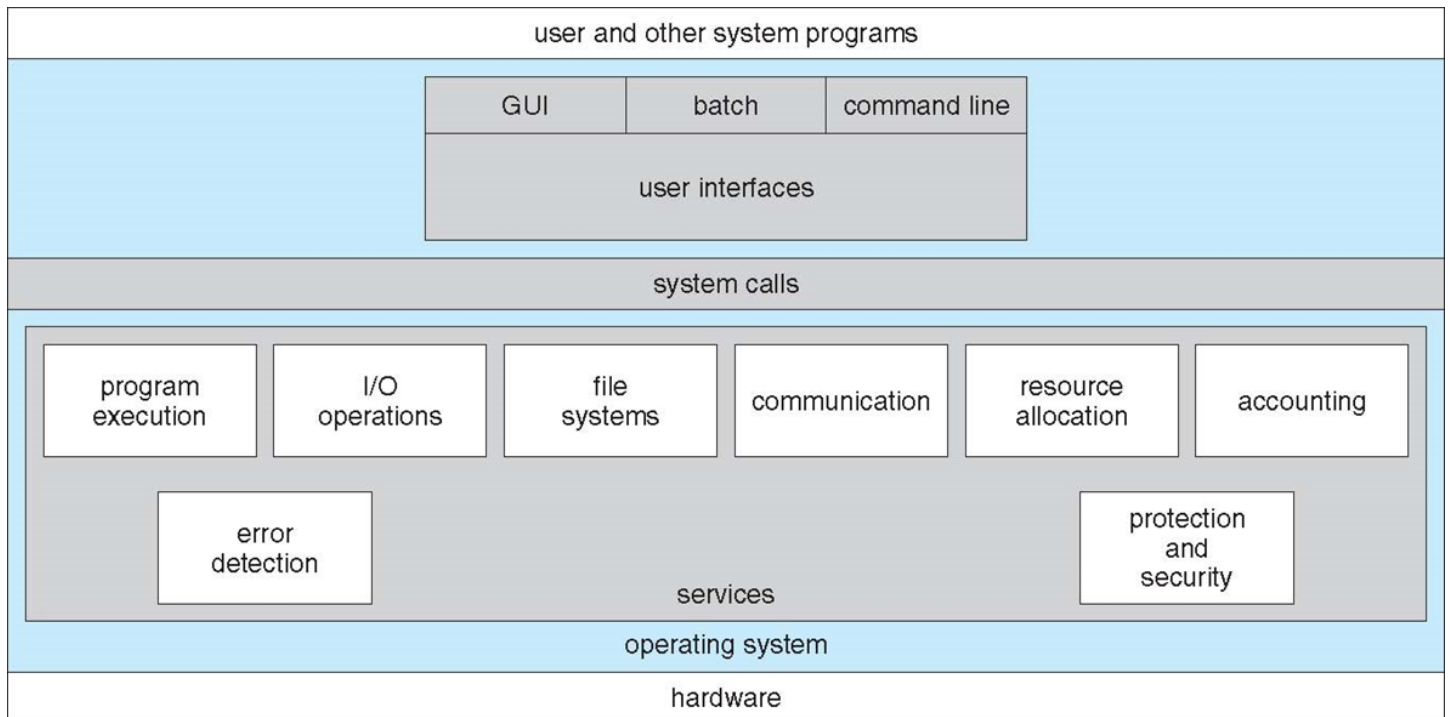 user and other system programs
GUI
batch
command line
user interfaces
system calls
program
execution
I/O
operations
file
systems
communication
resource
allocation
accounting
error
detection
protection
and
security
services
operating system
hardware